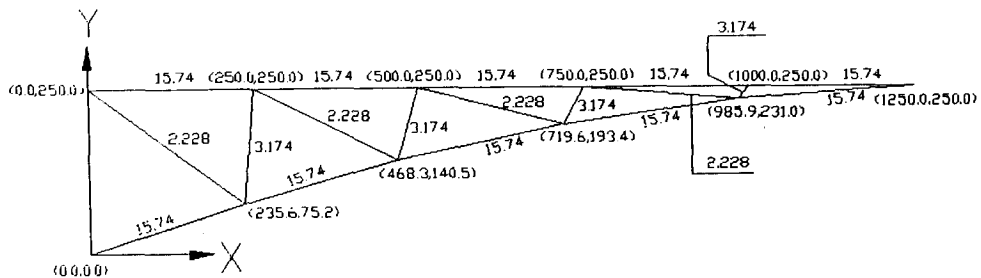 Y
3.174
15.74 (250.0,250.0) 15.74 (500.0,250.0) 15.74 (750.0,250.0) 15.74 (1000.0,250.0) 15.74
(0.0,250.0)
2.228 3.174 2.228 3.174 2.228 3.174 15.74 (1250.0,250.0)
15.74 (985.9,231.0)
15.74 (719.6,193.4)
2.228
15.74 (468.3,140.5)
15.74 (235.6,75.2)
X
(0.0,0.0)